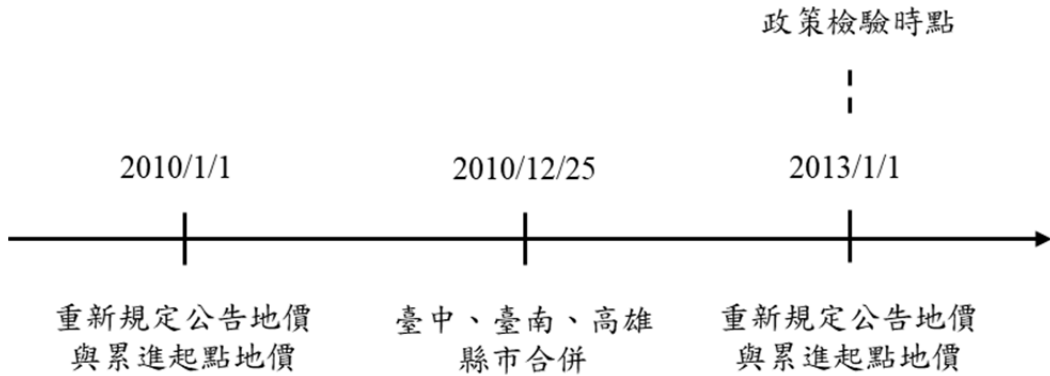 政策檢驗時點
2010/1/1
2010/12/25
2013/1/1
重新規定公告地價
與累進起點地價
臺中、臺南、高雄
縣市合併
重新規定公告地價
與累進起點地價